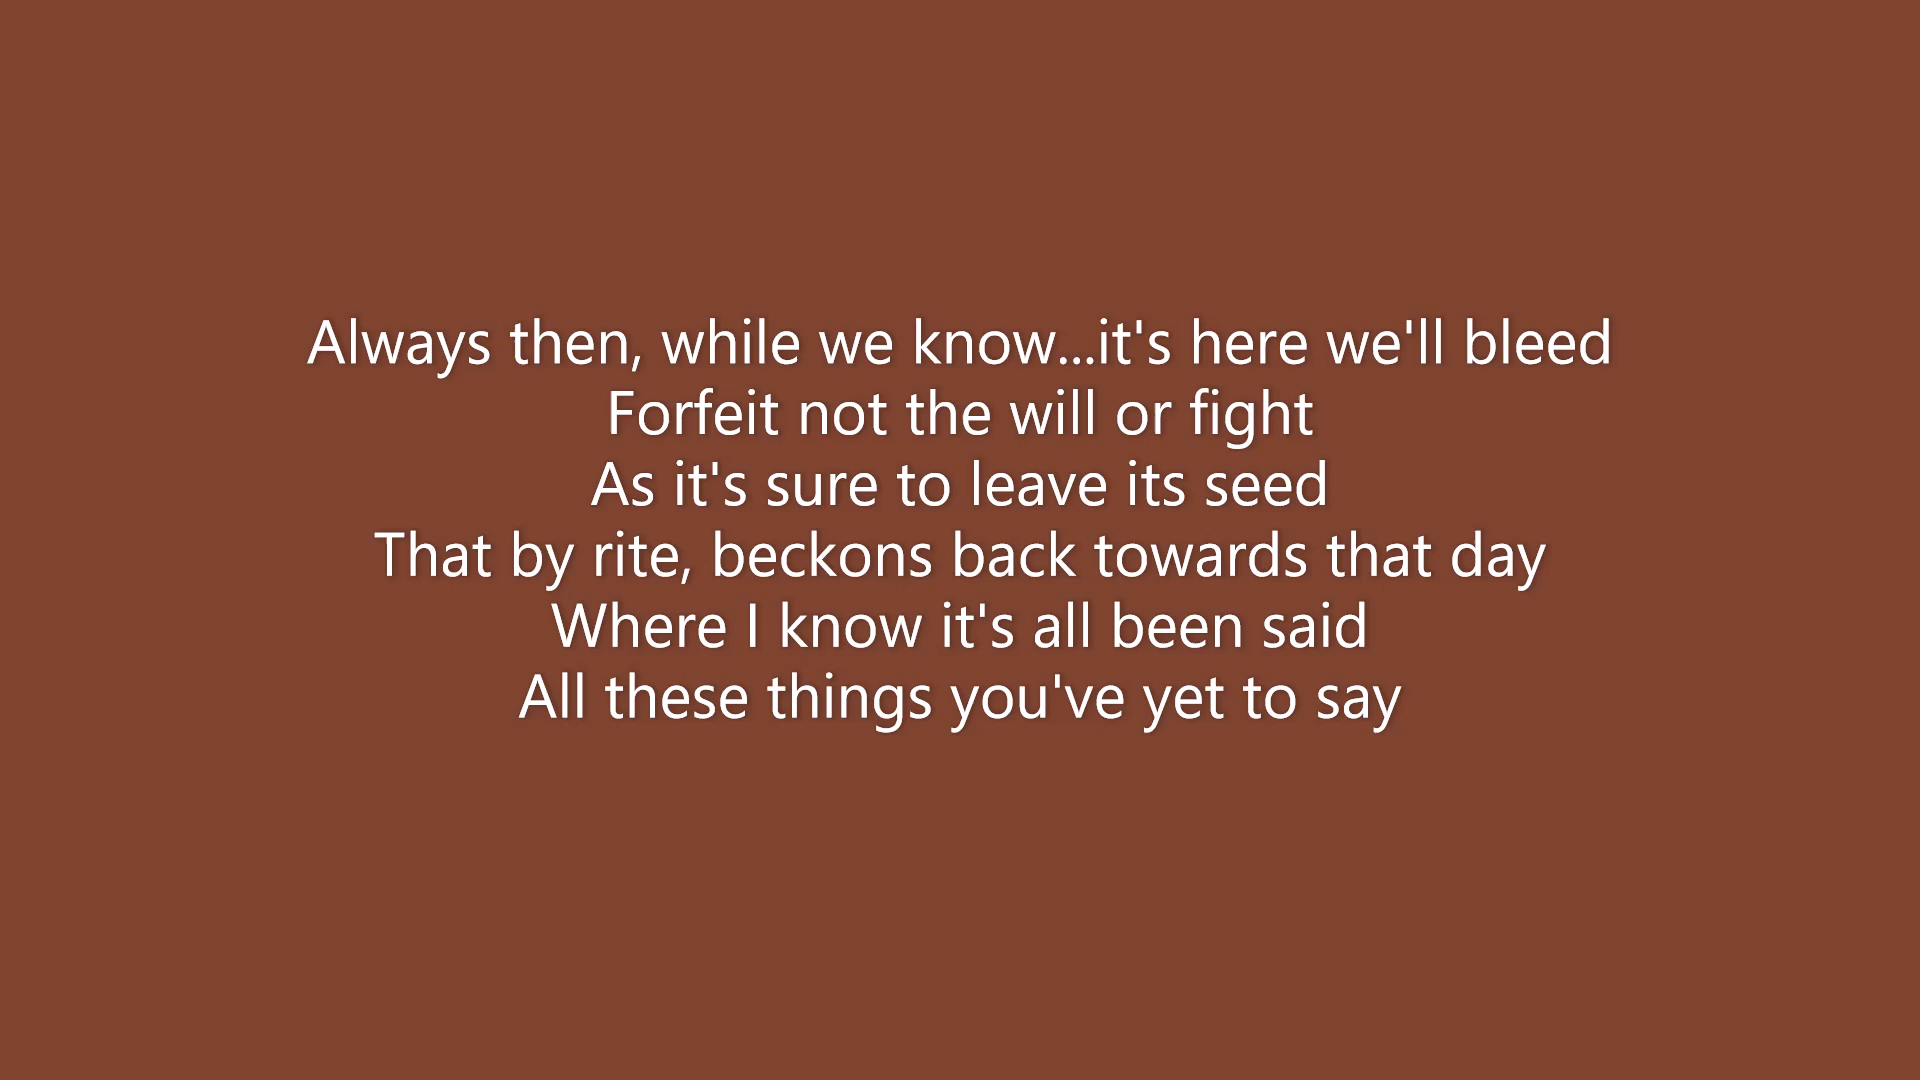 Always then, while we know...it's here we'll bleed
Forfeit not the will or fight
As it's sure to leave its seed
That by rite, beckons back towards that day
Where I know it's all been said
All these things you've yet to say